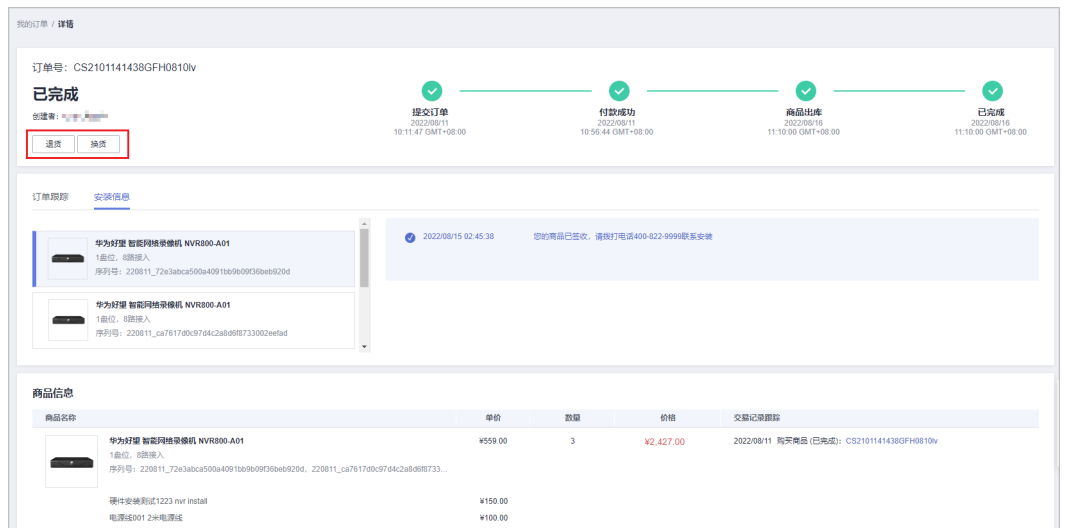 我的订单 / 详情
订单号：CS2101141438GFH0810lv
已完成
创建者：
退货 换货
提交订单
2022/08/11
10:11:47 GMT+08:00
付款成功
2022/08/11
10:56:44 GMT+08:00
商品出库
2022/08/16
11:10:00 GMT+08:00
已完成
2022/08/16
11:10:00 GMT+08:00
订单跟踪 安装信息
华为好望 智能网络录像机 NVR800-A01
1盘位，8路接入
序列号：220811_72e3abca500a4091bb9b09f36beb920d
华为好望 智能网络录像机 NVR800-A01
1盘位，8路接入
序列号：220811_ca7617d0c97d4c2a8d6f8733002eefad
2022/08/15 02:45:38 您的商品已签收，请拨打电话400-822-9999联系安装
商品信息
商品名称 单价 数量 价格 交易记录跟踪
华为好望 智能网络录像机 NVR800-A01 ¥559.00 3 ¥2,427.00 2022/08/11 购买商品 (已完成)：CS2101141438GFH0810lv
1盘位，8路接入
序列号：220811_72e3abca500a4091bb9b09f36beb920d，220811_ca7617d0c97d4c2a8d6f8733...
硬件安装测试1223 nvr install ¥150.00
电源线001 2米电源线 ¥100.00